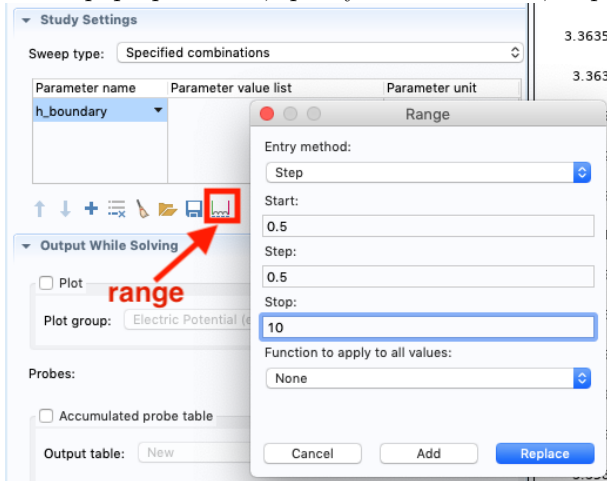 Study Settings
3.3635
Sweep type: Specified combinations
3.363
Parameter name Parameter value list Parameter unit
h_boundary
Range
Entry method:
Step
Start:
0.5
Step:
0.5
Stop:
10
Function to apply to all values:
None
Cancel Add Replace
Output While Solving
range
Plot
Plot group: Electric Potential (e
Probes:
Accumulated probe table
Output table: New